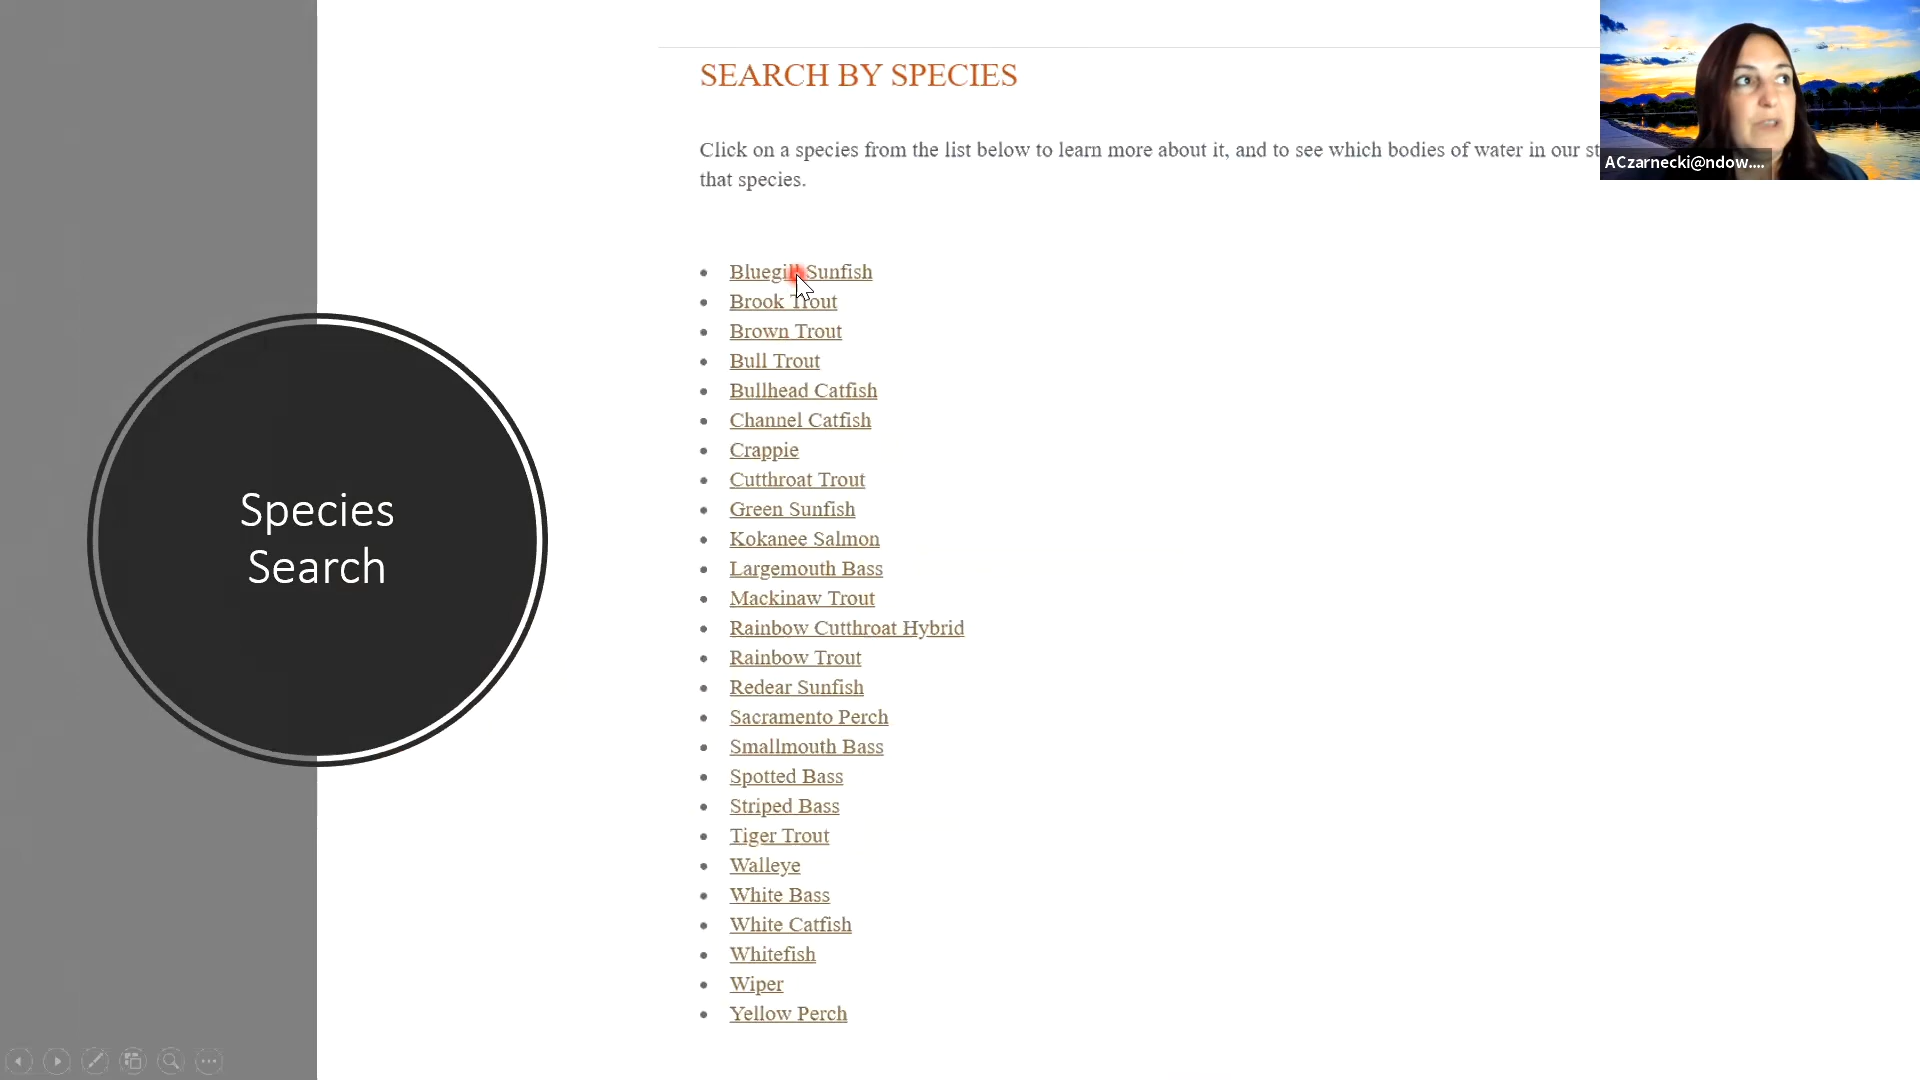 SEARCH BY SPECIES
Click on a species from the list below to learn more about it, and to see which bodies of water in our
that species.
Bluegill Sunfish
Brook Trout
Brown Trout
Bull Trout
Bullhead Catfish
Channel Catfish
Crappie
Cutthroat Trout
Green Sunfish
Kokanee Salmon
Largemouth Bass
Mackinaw Trout
Rainbow Cutthroat Hybrid
Rainbow Trout
Redear Sunfish
Sacramento Perch
Smallmouth Bass
Spotted Bass
Striped Bass
Tiger Trout
Walleye
White Bass
White Catfish
Whitefish
Wiper
Yellow Perch
Species
Search
ACzarnecki@ndow....